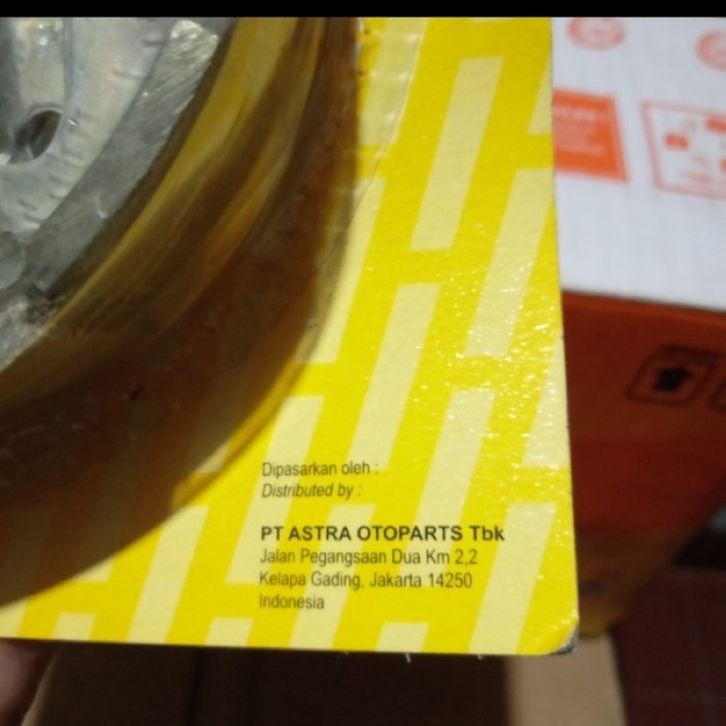 Dipasarkan oleh :
Distributed by :
PT ASTRA OTOPARTS Tbk
Jalan Pegangsaan Dua Km 2,2
Kelapa Gading, Jakarta 14250
Indonesia